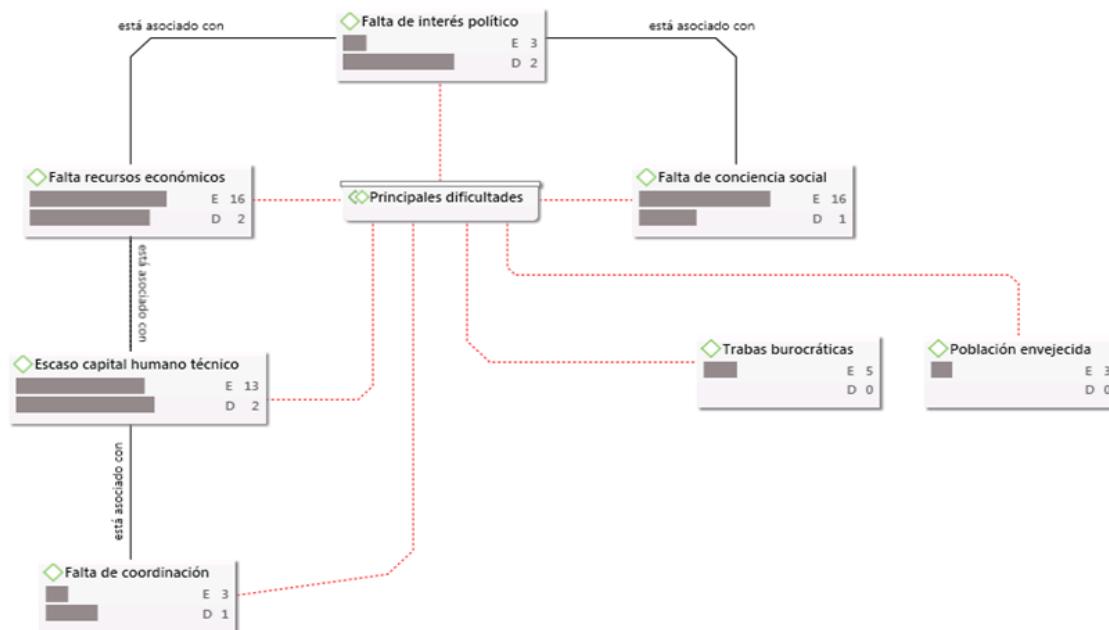 Falta de interés político
E 3
D 2
está asociado con
está asociado con
Falta recursos económicos
E 16
D 2
Principales dificultades
Falta de conciencia social
E 16
D 1
está asociado con
Escaso capital humano técnico
E 13
D 2
Trabas burocráticas
E 5
D 0
Población envejecida
E 3
D 0
está asociado con
Falta de coordinación
E 3
D 1